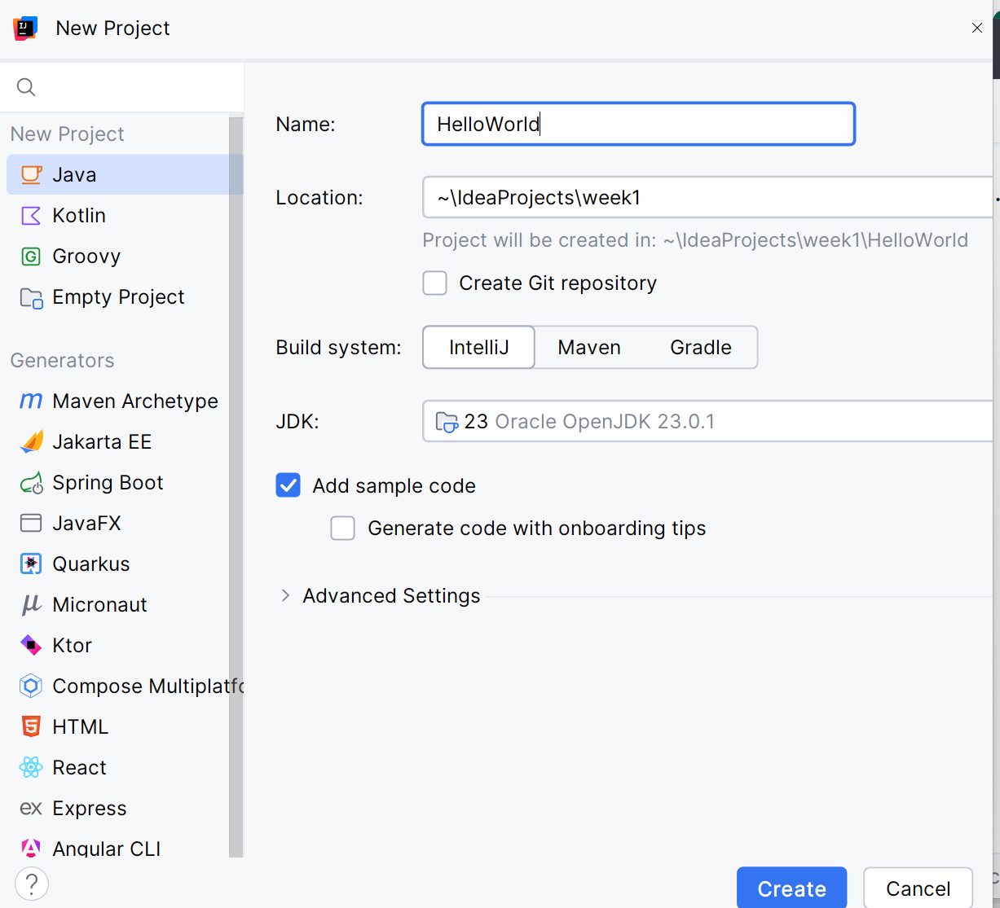 New Project
New Project
Java
Kotlin
Groovy
Empty Project
Generators
Maven Archetype
Jakarta EE
Spring Boot
JavaFX
Quarkus
Micronaut
Ktor
Compose Multiplatfo
HTML
React
Express
Angular CLI
Name: HelloWorld
Location: ~\IdeaProjects\week1
Project will be created in: ~\IdeaProjects\week1\HelloWorld
Create Git repository
Build system: IntelliJ Maven Gradle
JDK: 23 Oracle OpenJDK 23.0.1
Add sample code
Generate code with onboarding tips
Advanced Settings
?
Create Cancel